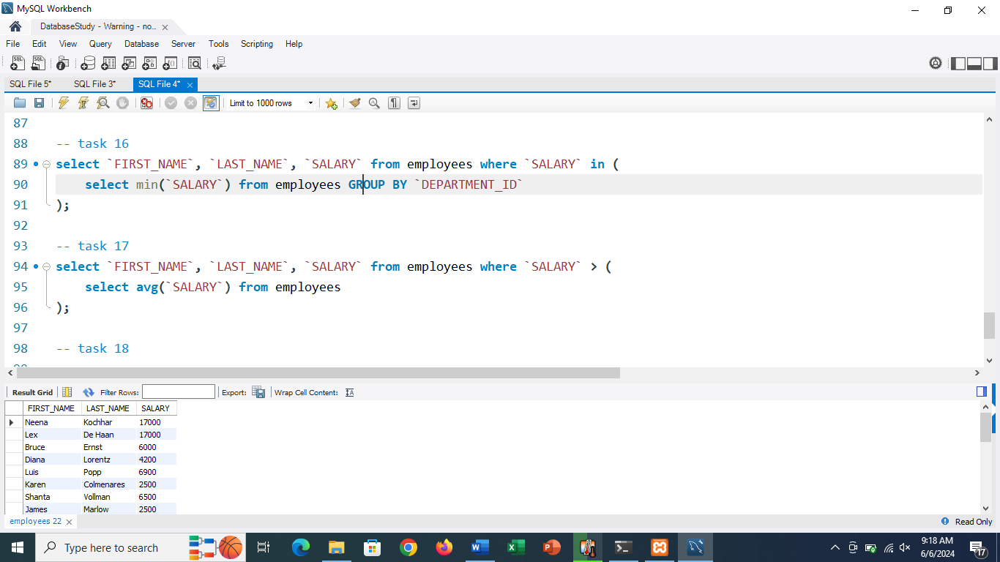 MySQL Workbench
DatabaseStudy - Warning - no...
File Edit View Query Database Server Tools Scripting Help
SQL File 5* SQL File 3* SQL File 4*
Limit to 1000 rows
87
88 -- task 16
89 select `FIRST_NAME`, `LAST_NAME`, `SALARY` from employees where `SALARY` in (
90 select min(`SALARY`) from employees GROUP BY `DEPARTMENT_ID`
91 );
92
93 -- task 17
94 select `FIRST_NAME`, `LAST_NAME`, `SALARY` from employees where `SALARY` > (
95 select avg(`SALARY`) from employees
96 );
97
98 -- task 18
Result Grid Filter Rows: Export: Wrap Cell Content:
FIRST_NAME LAST_NAME SALARY
Neena Kochhar 17000
Lex De Haan 17000
Bruce Ernst 6000
Diana Lorentz 4200
Luis Popp 6900
Karen Colmenares 2500
Shanta Vollman 6500
James Marlow 2500
employees 22 Read Only
Type here to search
9:18 AM
6/6/2024
17